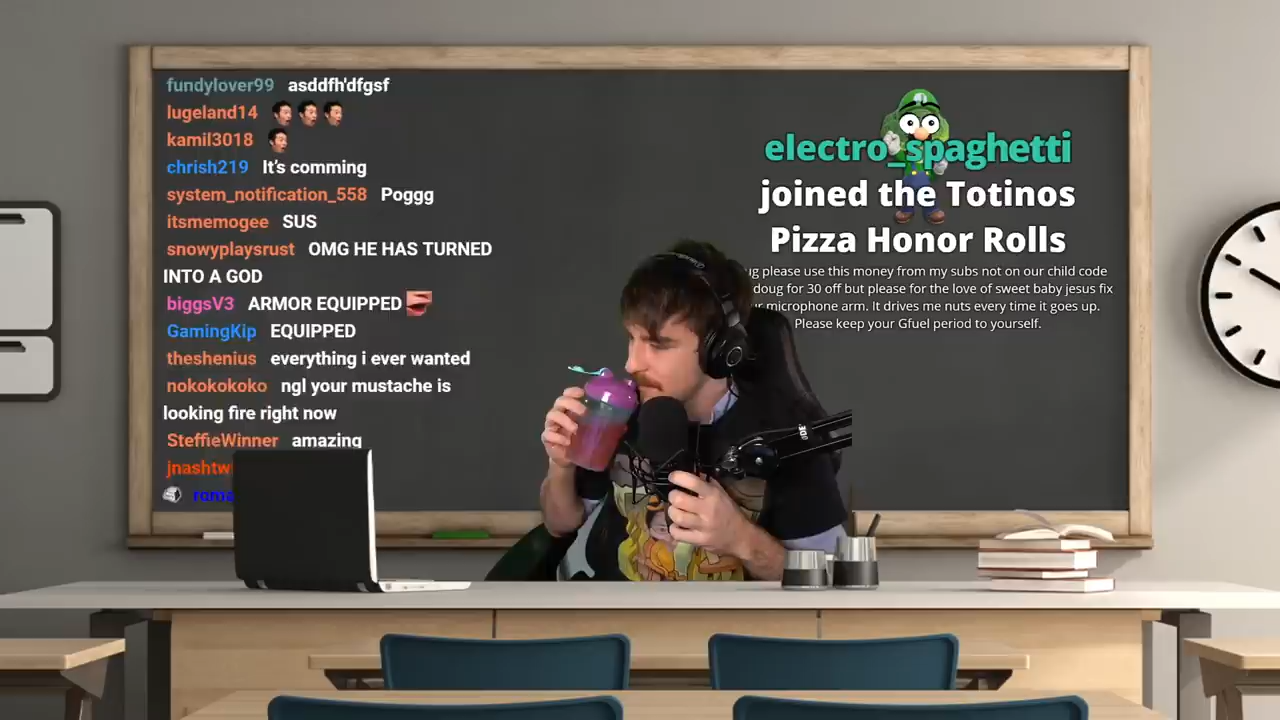 fundylover99 asddfh'dfgsf
lugeland14
kamil3018
chrish219 It's comming
system_notification_558 Poggg
itsmemogee SUS
snowyplaysrust OMG HE HAS TURNED
INTO A GOD
biggsV3 ARMOR EQUIPPED
GamingKip EQUIPPED
theshenius everything i ever wanted
nokokokoko ngl your mustache is
looking fire right now
SteffieWinner amazing
electro_spaghetti
joined the Totinos
Pizza Honor Rolls
please use this money from my subs not on our child code
doug for 30 off but please for the love of sweet baby jesus fix
microphone arm. It drives me nuts every time it goes up.
Please keep your Gfuel period to yourself.